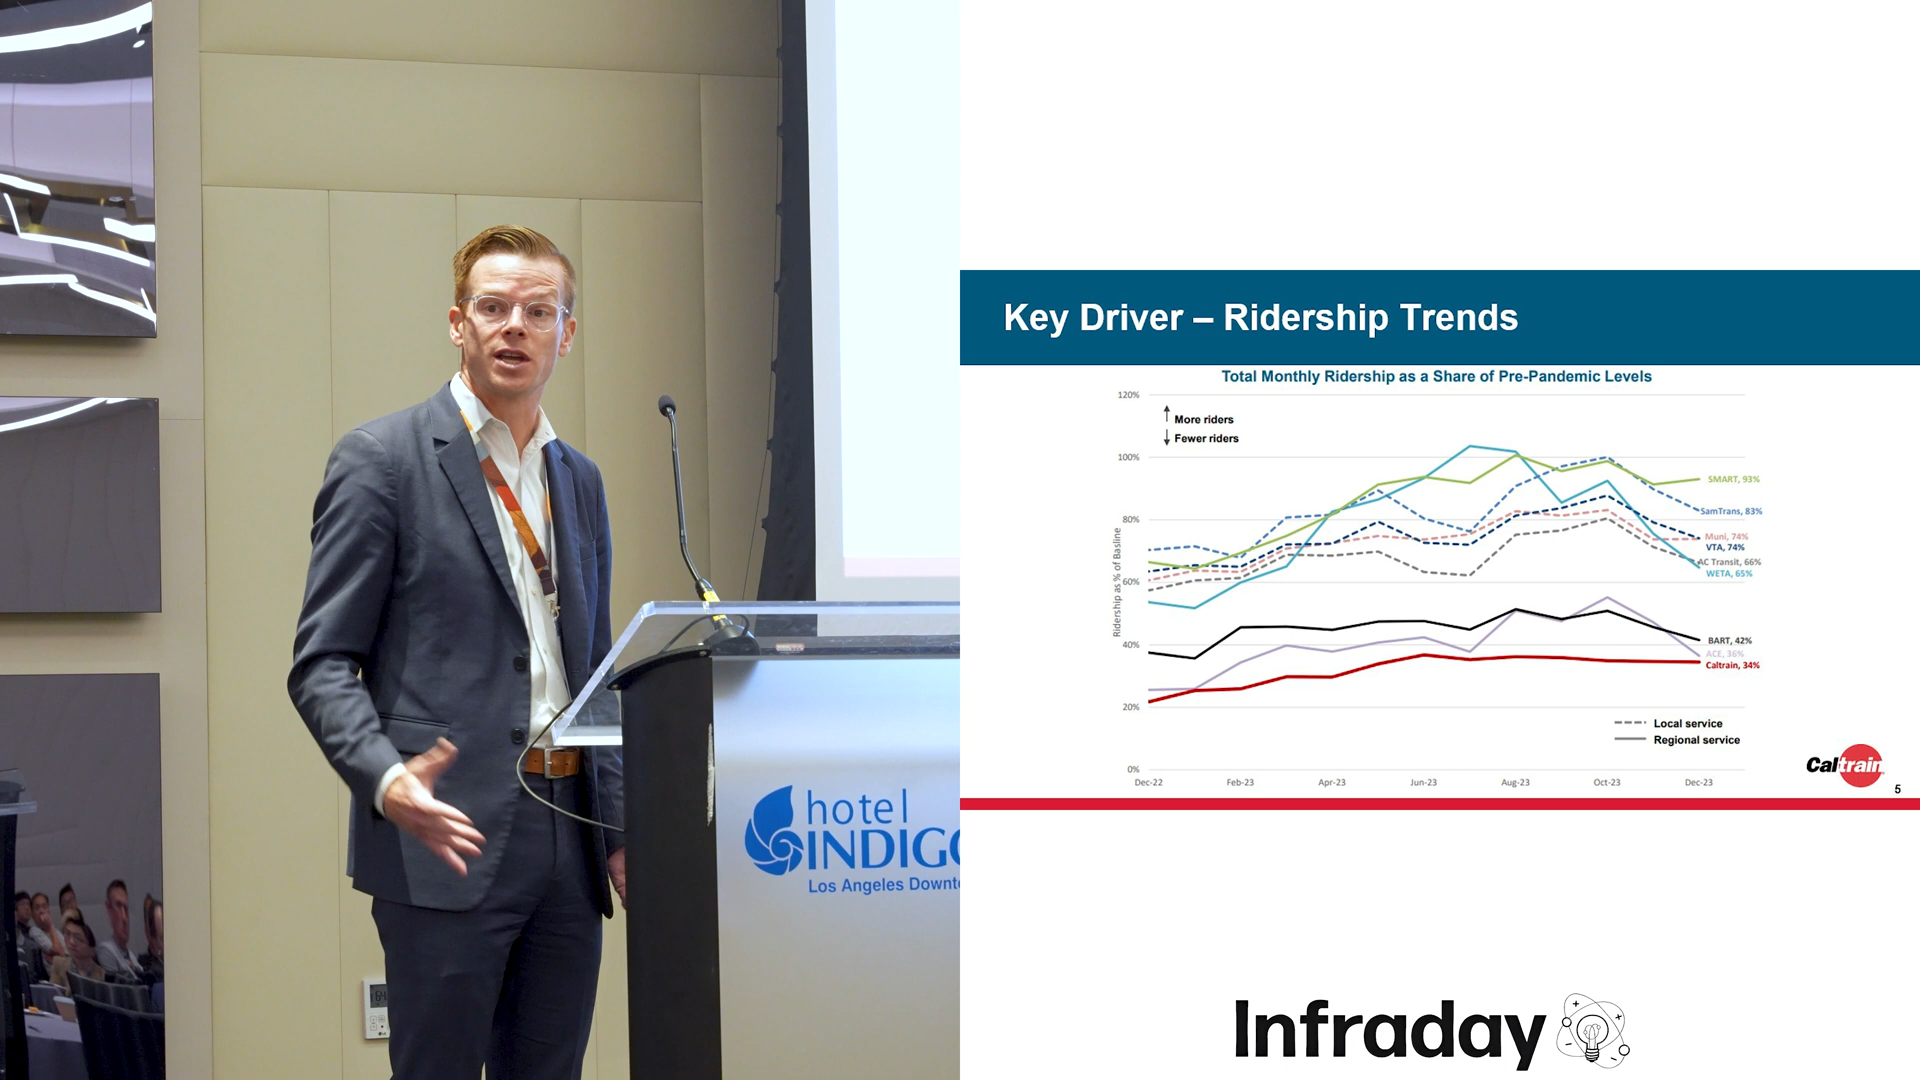 hotel
INDIGO
Los Angeles Downto
Key Driver – Ridership Trends
Total Monthly Ridership as a Share of Pre-Pandemic Levels
120%
100%
80%
60%
40%
20%
0%
Ridership as % of Basline
More riders
Fewer riders
SMART, 93%
SamTrans, 83%
Muni, 74%
VTA, 74%
AC Transit, 66%
WETA, 65%
BART, 42%
ACE, 36%
Caltrain, 34%
Local service
Regional service
Dec-22 Feb-23 Apr-23 Jun-23 Aug-23 Oct-23 Dec-23
Caltrain
5
Infraday